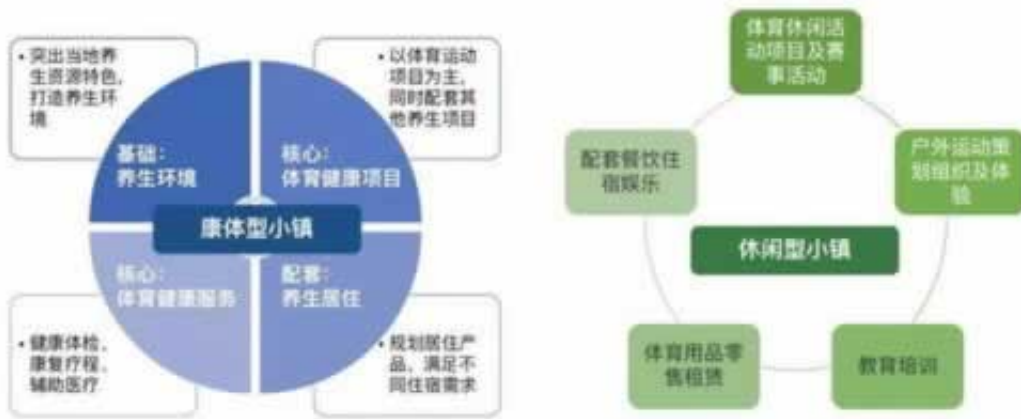 • 突出当地养
生资源特色,
打造养生环
境
• 以体育运动
项目为主,
同时配套其
他养生项目
基础:
养生环境
核心:
体育健康项目
康体型小镇
核心:
体育健康服务
配套:
养生居住
• 健康体检、
康复疗程、
辅助医疗
• 规划居住产
品、满足不
同住宿需求
体育休闲活
动项目及赛
事活动
配套餐饮住
宿娱乐
户外运动策
划组织及体
验
休闲型小镇
体育用品零
售租赁
教育培训